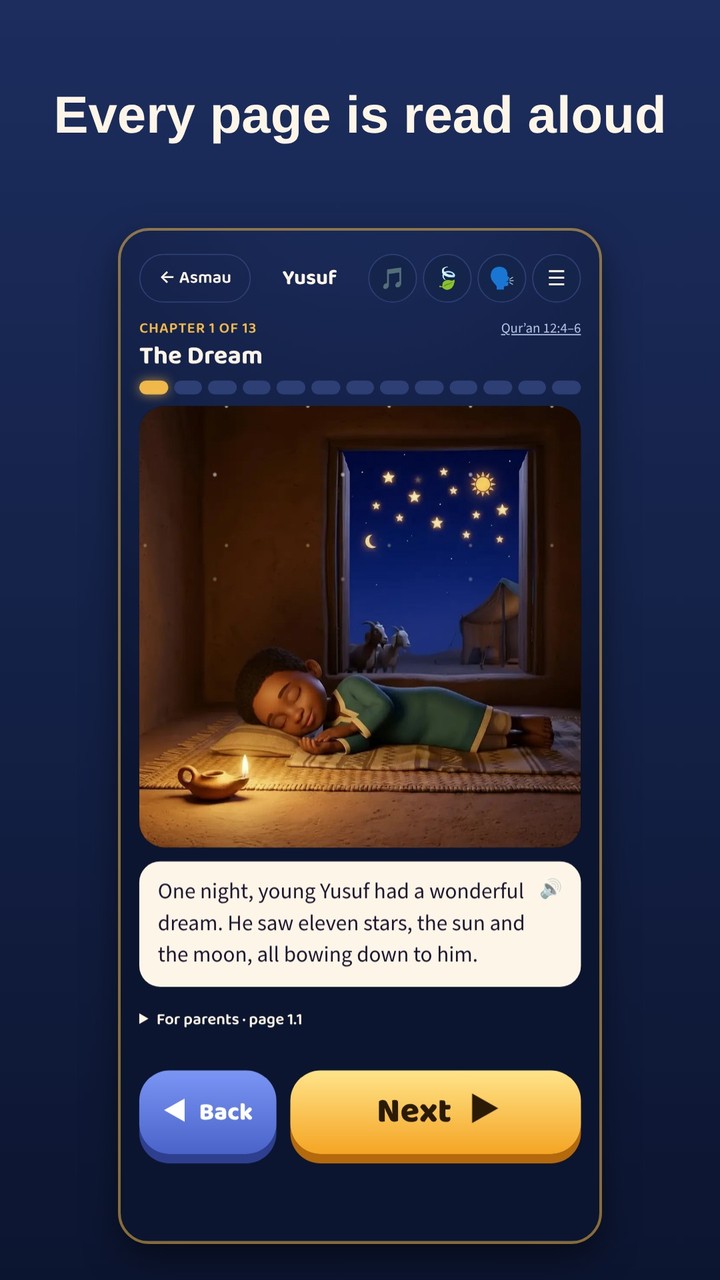 Every page is read aloud
← Asmau
Yusuf
CHAPTER 1 OF 13
Qur’an 12:4–6
The Dream
One night, young Yusuf had a wonderful
dream. He saw eleven stars, the sun and
the moon, all bowing down to him.
For parents · page 1.1
Back
Next